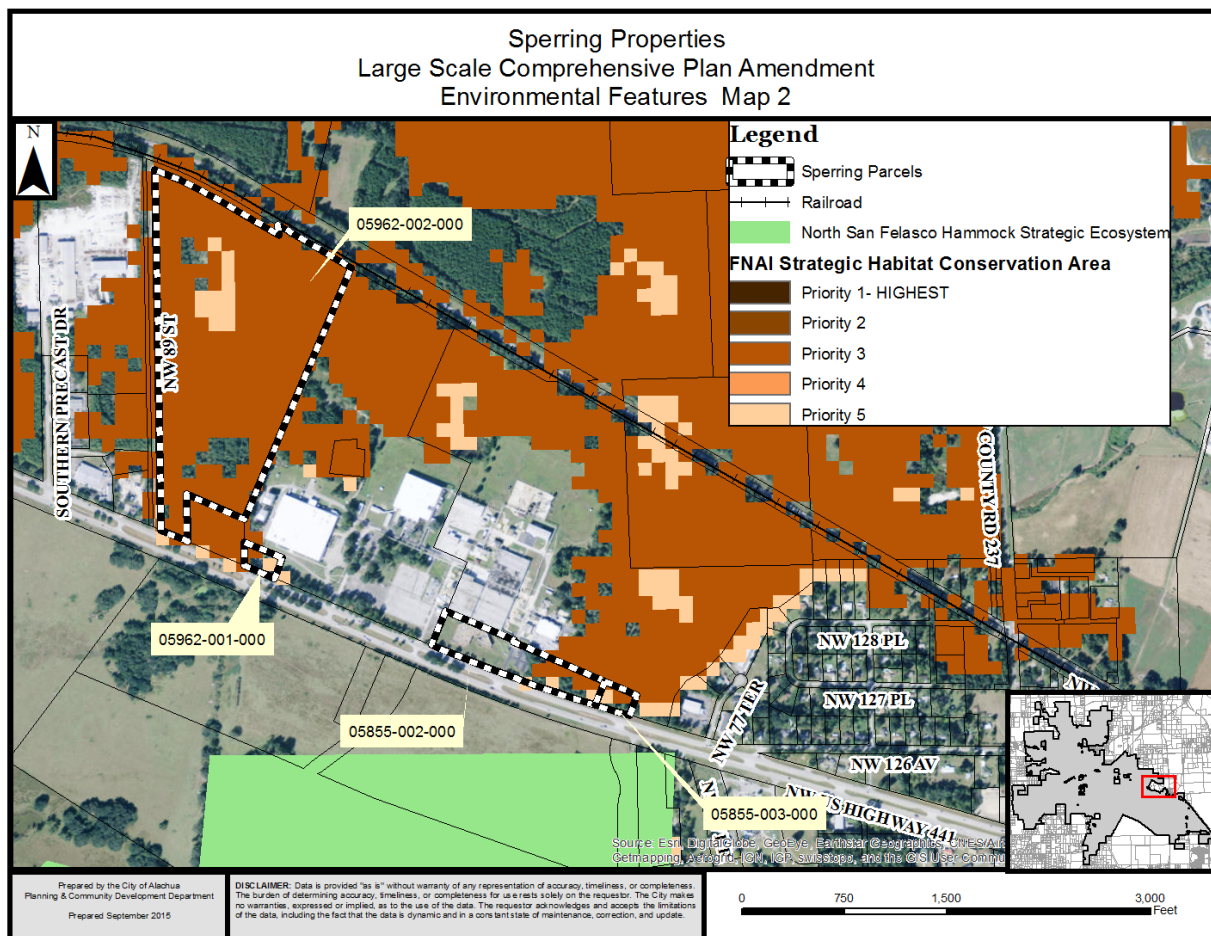 Sperring Properties
Large Scale Comprehensive Plan Amendment
Environmental Features Map 2
N
Legend
Sperring Parcels
Railroad
North San Felasco Hammock Strategic Ecosystem
FNAI Strategic Habitat Conservation Area
Priority 1- HIGHEST
Priority 2
Priority 3
Priority 4
Priority 5
05962-002-000
SOUTHERN PRECAST DR
NW 89 ST
COUNTY RD 237
05962-001-000
05855-002-000
05855-003-000
NW 128 PL
NW 127 PL
NW 77 TER
NW 126 AV
NW US HIGHWAY 441
NW
Source: Esri, DigitalGlobe, GeoEye, Earthstar Geographics, CNES/Air
Getmapping, Aerogrid, IGN, IGP, swisstopo, and the GIS User Commu
Prepared by the City of Alachua
Planning & Community Development Department
Prepared September 2015
DISCLAIMER: Data is provided "as is" without warranty of any representation of accuracy, timeliness, or completeness.
The burden of determining accuracy, timeliness, or completeness for use rests solely on the requestor. The City makes
no warranties, expressed or implied, as to the use of the data. The requestor acknowledges and accepts the limitations
of the data, including the fact that the data is dynamic and in a constant state of maintenance, correction, and update.
0 750 1,500 3,000
Feet